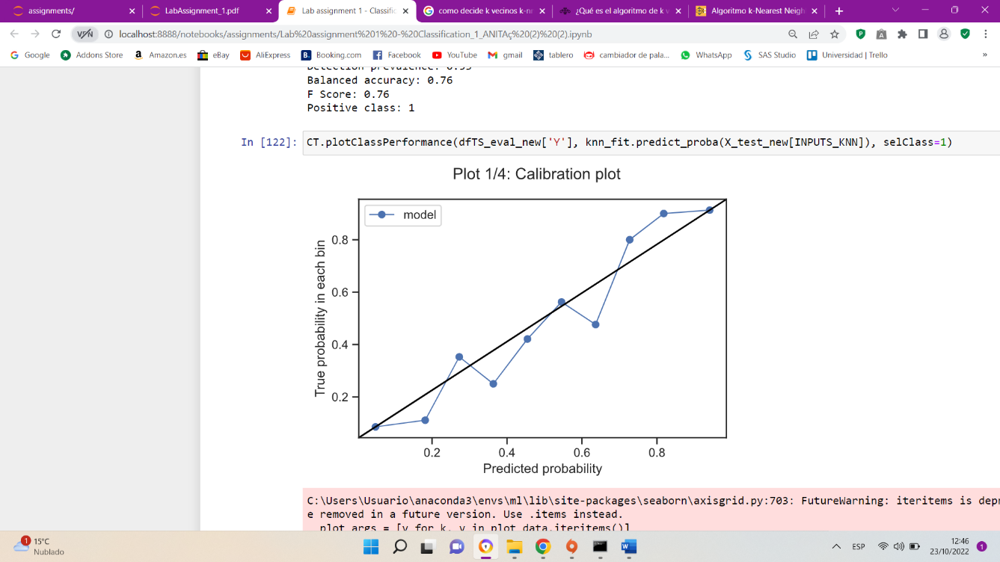 assignments/
LabAssignment_1.pdf
Lab assignment 1 - Classific
como decide k vecinos k-nn
¿Qué es el algoritmo de k v
Algoritmo k-Nearest Neigh
VPN
localhost:8888/notebooks/assignments/Lab%20assignment%201%20-%20Classification_1_ANITAç%20(2)%20(2).ipynb
Google
Addons Store
Amazon.es
eBay
AliExpress
Booking.com
Facebook
YouTube
gmail
tablero
cambiador de pala...
WhatsApp
SAS Studio
Universidad | Trello
»
Detection prevalence: 0.55
Balanced accuracy: 0.76
F Score: 0.76
Positive class: 1
In [122]: CT.plotClassPerformance(dfTS_eval_new['Y'], knn_fit.predict_proba(X_test_new[INPUTS_KNN]), selClass=1)
Plot 1/4: Calibration plot
model
True probability in each bin
0.8
0.6
0.4
0.2
0.2 0.4 0.6 0.8
Predicted probability
C:\Users\Usuario\anaconda3\envs\ml\lib\site-packages\seaborn\axisgrid.py:703: FutureWarning: iteritems is depr
e removed in a future version. Use .items instead.
plot_args = [v for k, v in plot_data.iteritems()]
1
15°C
Nublado
ESP
12:46
23/10/2022
1